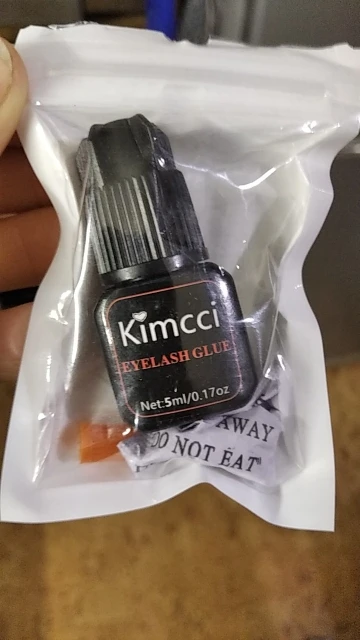 Kimcci
EYELASH GLUE
Net:5ml/0.17oz
AWAY
DO NOT EAT"